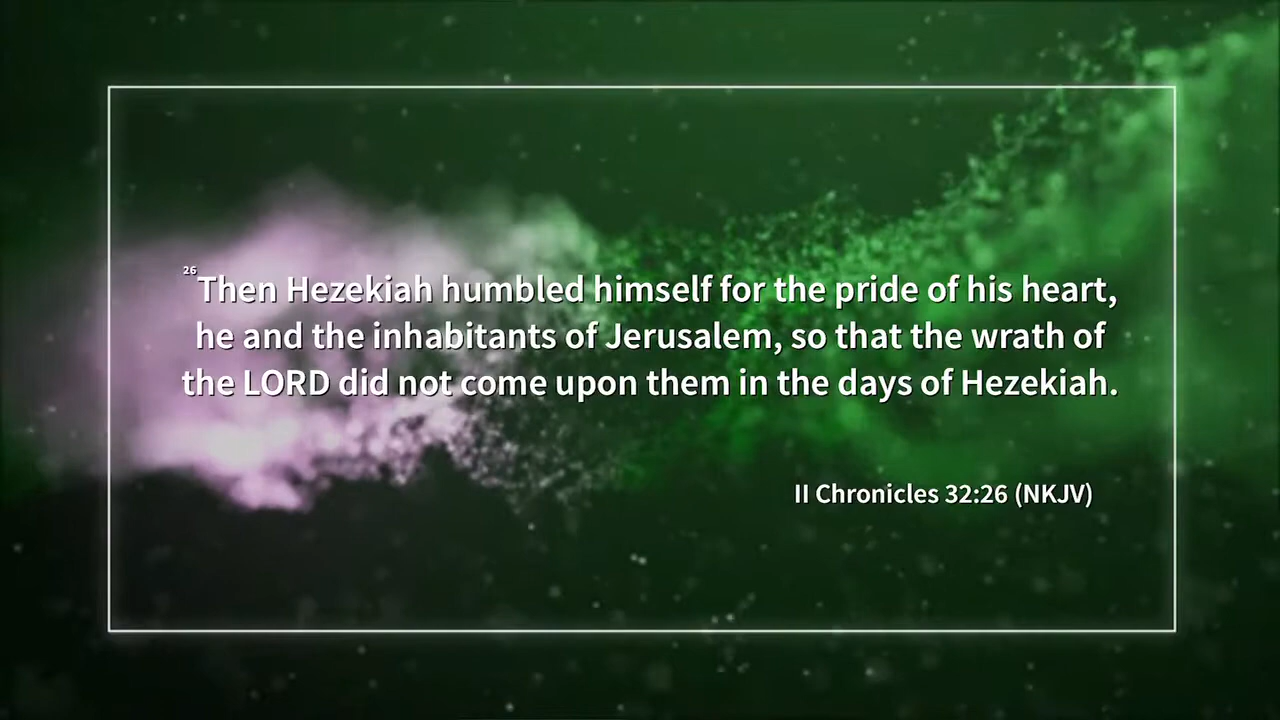 26Then Hezekiah humbled himself for the pride of his heart,
he and the inhabitants of Jerusalem, so that the wrath of
the LORD did not come upon them in the days of Hezekiah.
II Chronicles 32:26 (NKJV)